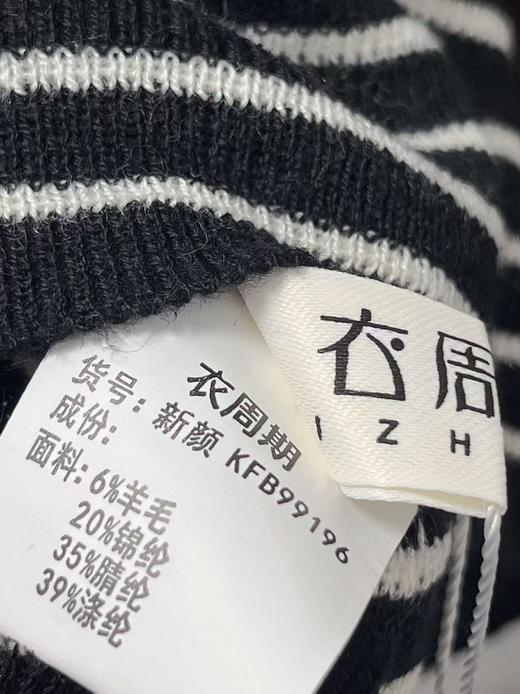 衣周
IZH
衣周期
货号：新颜 KFB99196
成份：
面料：6%羊毛
20%锦纶
35%腈纶
39%涤纶